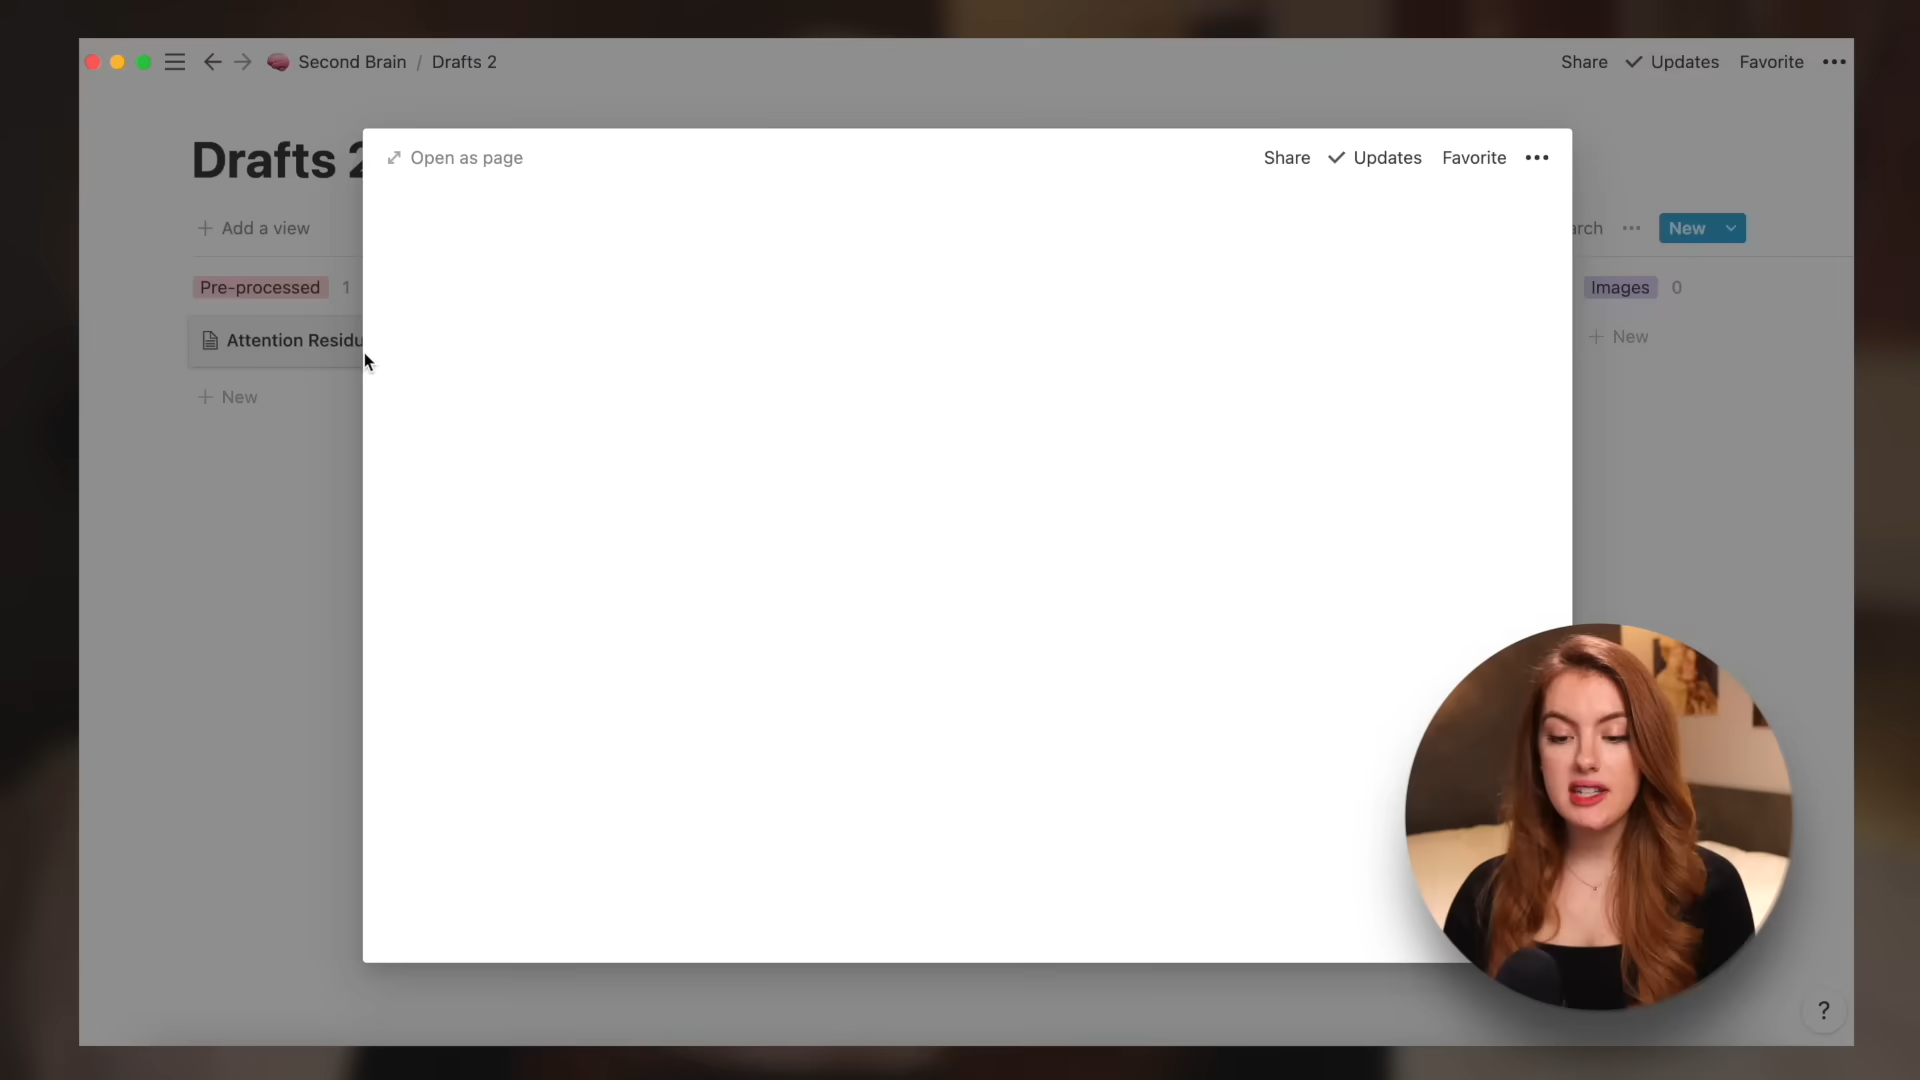 Second Brain / Drafts 2
Share ✓ Updates Favorite •••
Drafts 2
Open as page
Share ✓ Updates Favorite •••
+ Add a view
arch ••• New
Pre-processed 1
Images 0
Attention Residu
+ New
+ New
?